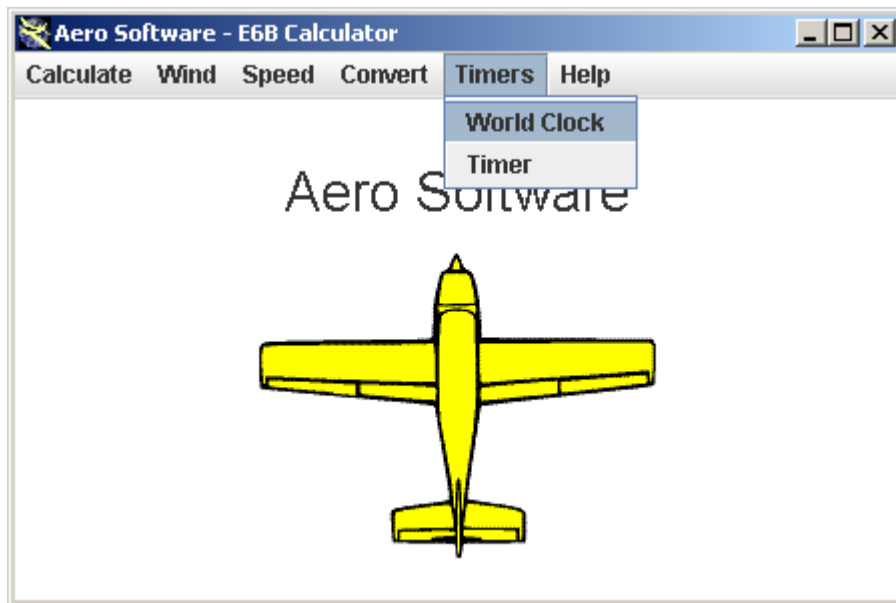 Aero Software - E6B Calculator
Calculate Wind Speed Convert Timers Help
World Clock
Timer
Aero Software